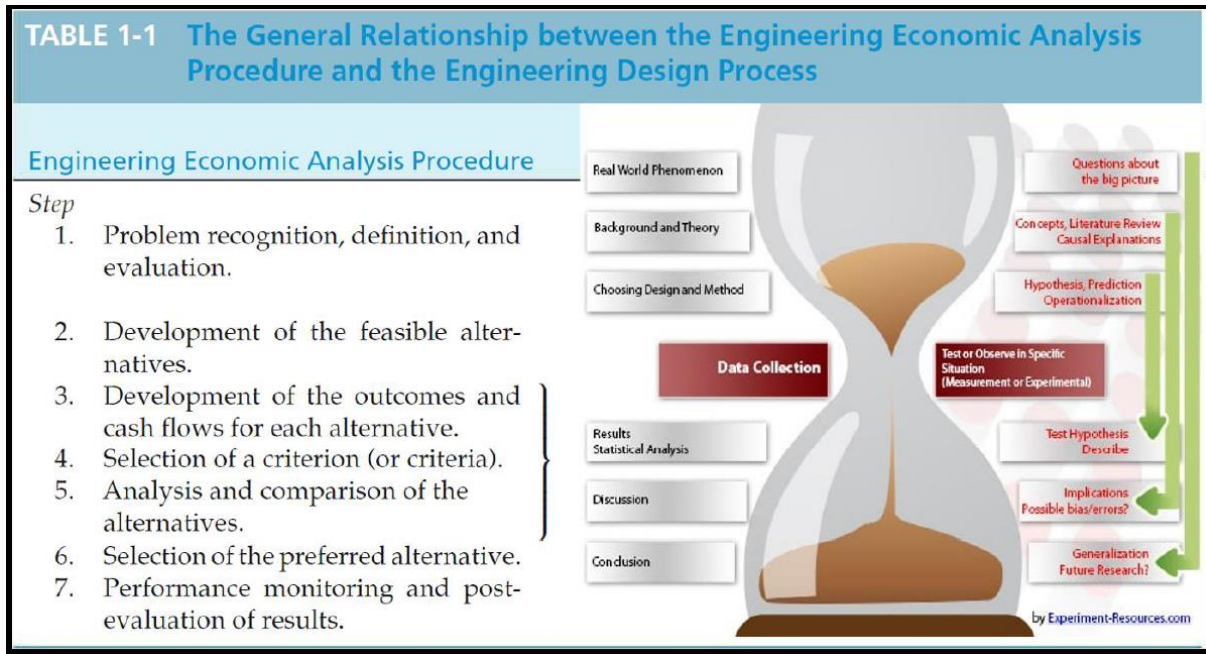 TABLE 1-1 The General Relationship between the Engineering Economic Analysis
Procedure and the Engineering Design Process
Engineering Economic Analysis Procedure
Step
1. Problem recognition, definition, and
evaluation.
2. Development of the feasible alter-
natives.
3. Development of the outcomes and
cash flows for each alternative.
4. Selection of a criterion (or criteria).
5. Analysis and comparison of the
alternatives.
6. Selection of the preferred alternative.
7. Performance monitoring and post-
evaluation of results.
Real World Phenomenon
Questions about
the big picture
Background and Theory
Concepts, Literature Review
Causal Explanations
Choosing Design and Method
Hypothesis, Prediction
Operationalization
Data Collection
Test or Observe in Specific
Situation
(Measurement or Experimental)
Results
Statistical Analysis
Test Hypothesis
Describe
Discussion
Implications
Possible bias/errors?
Conclusion
Generalization
Future Research?
by Experiment-Resources.com